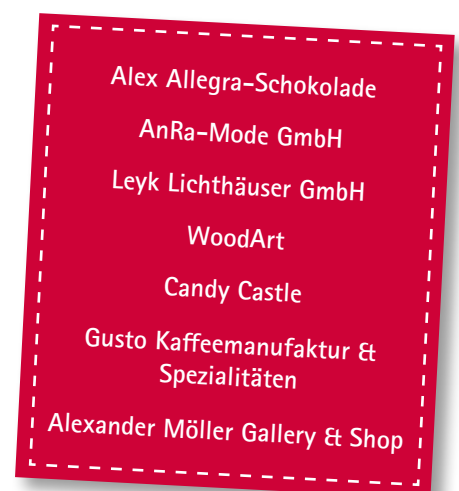 Alex Allegra-Schokolade
AnRa-Mode GmbH
Leyk Lichthäuser GmbH
WoodArt
Candy Castle
Gusto Kaffeemanufaktur &
Spezialitäten
Alexander Möller Gallery & Shop